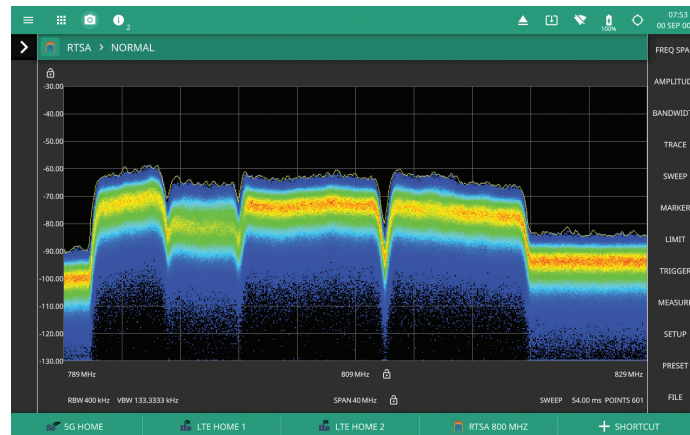 2
100%
07:53
00 SEP 00
RTSA > NORMAL
FREQ SPA
-30.00
AMPLITUD
-40.00
BANDWIDT
-50.00
TRACE
-60.00
SWEEP
-70.00
MARKER
-80.00
LIMIT
-90.00
TRIGGER
-100.00
-110.00
MEASURE
-120.00
SETUP
-130.00
PRESET
789 MHz
809 MHz
829 MHz
RBW 400 kHz VBW 133.3333 kHz
SPAN 40 MHz
SWEEP 54.00 ms POINTS 601
FILE
5G 5G HOME
lte LTE HOME 1
lte LTE HOME 2
RTSA 800 MHZ
+ SHORTCUT